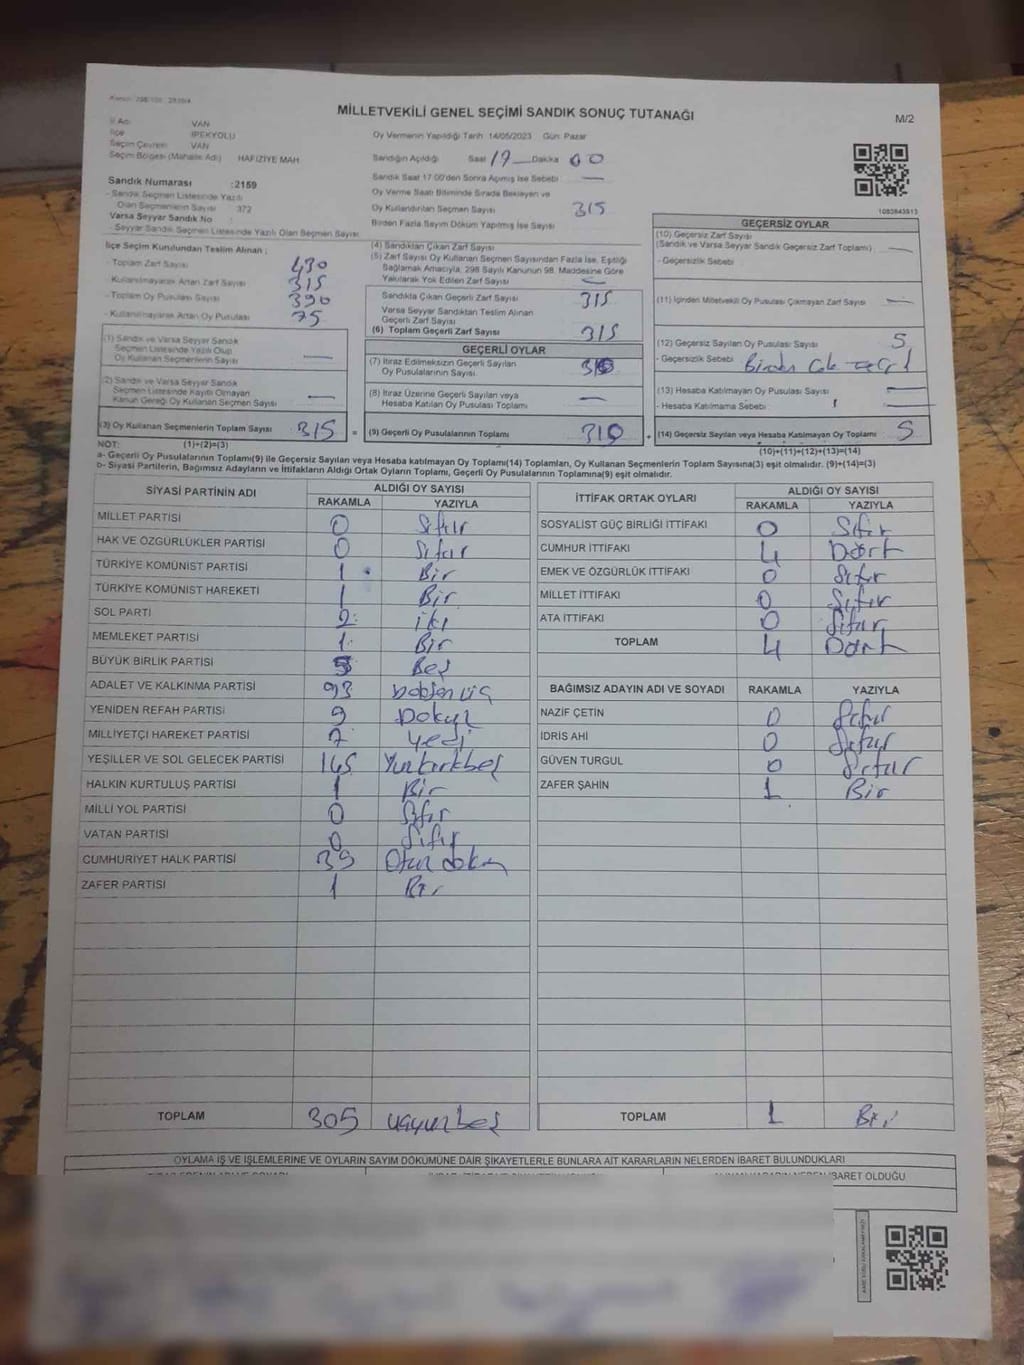 MİLLETVEKİLİ GENEL SEÇİMİ SANDIK SONUÇ TUTANAĞI
M/2
İl Adı VAN
İlçe İPEKYOLU
Seçim Çevresi VAN
Seçim Bölgesi (Mahalle Adı) HAFIZİYE MAH
Sandık Numarası :2159
- Sandık Seçmen Listesinde Yazılı
Olan Seçmenlerin Sayısı : 372
Varsa Seyyar Sandık No :
- Seyyar Sandık Seçmen Listesinde Yazılı Olan Seçmen Sayısı
Oy Vermenin Yapıldığı Tarih: 14/05/2023 Gün: Pazar
Sandığın Açıldığı Saat Dakika 00
Sandık Saat 17:00'den Sonra Açılmış İse Sebebi —
Oy Verme Saati Bitiminde Sırada Bekleyen ve
Oy Kullandırılan Seçmen Sayısı 315
Birden Fazla Sayım Döküm Yapılmış İse Sayısı
1083843913
İlçe Seçim Kurulundan Teslim Alınan :
- Toplam Zarf Sayısı 430
- Kullanılmayarak Artan Zarf Sayısı 315
- Toplam Oy Pusulası Sayısı 390
- Kullanılmayarak Artan Oy Pusulası 75
(1) Sandık ve Varsa Seyyar Sandık
Seçmen Listesinde Yazılı Olup
Oy Kullanan Seçmenlerin Sayısı —
(2) Sandık ve Varsa Seyyar Sandık
Seçmen Listesinde Kayıtlı Olmayan
Kanun Gereği Oy Kullanan Seçmen Sayısı —
(3) Oy Kullanan Seçmenlerin Toplam Sayısı 315 =
(4) Sandıktan Çıkan Zarf Sayısı
(5) Zarf Sayısı Oy Kullanan Seçmen Sayısından Fazla İse, Eşitliği
Sağlamak Amacıyla, 298 Sayılı Kanunun 98. Maddesine Göre
Yakılarak Yok Edilen Zarf Sayısı —
Sandıkta Çıkan Geçerli Zarf Sayısı 315
Varsa Seyyar Sandıktan Teslim Alınan
Geçerli Zarf Sayısı
(6) Toplam Geçerli Zarf Sayısı 315
GEÇERLİ OYLAR
(7) İtiraz Edilmeksizin Geçerli Sayılan
Oy Pusulalarının Sayısı 310
(8) İtiraz Üzerine Geçerli Sayılan veya
Hesaba Katılan Oy Pusulası Toplamı —
(9) Geçerli Oy Pusulalarının Toplamı 310 +
GEÇERSİZ OYLAR
(10) Geçersiz Zarf Sayısı
(Sandık ve Varsa Seyyar Sandık Geçersiz Zarf Toplamı) —
- Geçersizlik Sebebi
(11) İçinden Milletvekili Oy Pusulası Çıkmayan Zarf Sayısı —
(12) Geçersiz Sayılan Oy Pusulası Sayısı 5
- Geçersizlik Sebebi Birden Çok
(13) Hesaba Katılmayan Oy Pusulası Sayısı —
- Hesaba Katılmama Sebebi —
(14) Geçersiz Sayılan veya Hesaba Katılmayan Oy Toplamı 5
NOT: (1)+(2)=(3)
(10)+(11)+(12)+(13)=(14)
a- Geçerli Oy Pusulalarının Toplamı(9) ile Geçersiz Sayılan veya Hesaba katılmayan Oy Toplamı(14) Toplamları, Oy Kullanan Seçmenlerin Toplam Sayısına(3) eşit olmalıdır. (9)+(14)=(3)
b- Siyasi Partilerin, Bağımsız Adayların ve İttifakların Aldığı Ortak Oyların Toplamı, Geçerli Oy Pusulalarının Toplamına(9) eşit olmalıdır.
SİYASİ PARTİNİN ADI ALDIĞI OY SAYISI
RAKAMLA YAZIYLA
MİLLET PARTİSİ 0 Sıfır
HAK VE ÖZGÜRLÜKLER PARTİSİ 0 Sıfır
TÜRKİYE KOMÜNİST PARTİSİ 1 Bir
TÜRKİYE KOMÜNİST HAREKETİ 1 Bir
SOL PARTİ 2 iki
MEMLEKET PARTİSİ 1 Bir
BÜYÜK BİRLİK PARTİSİ 5 Beş
ADALET VE KALKINMA PARTİSİ 93 Doksan üç
YENİDEN REFAH PARTİSİ 9 Dokuz
MİLLİYETÇİ HAREKET PARTİSİ 7 yedi
YEŞİLLER VE SOL GELECEK PARTİSİ 145 Yüzkırkbeş
HALKIN KURTULUŞ PARTİSİ 1 Bir
MİLLİ YOL PARTİSİ 0 Sıfır
VATAN PARTİSİ 0 Sıfır
CUMHURİYET HALK PARTİSİ 39 Otuz dokuz
ZAFER PARTİSİ 1 Bir
TOPLAM 305 üçyüzbeş
İTTİFAK ORTAK OYLARI ALDIĞI OY SAYISI
RAKAMLA YAZIYLA
SOSYALİST GÜÇ BİRLİĞİ İTTİFAKI 0 Sıfır
CUMHUR İTTİFAKI 4 Dört
EMEK VE ÖZGÜRLÜK İTTİFAKI 0 Sıfır
MİLLET İTTİFAKI 0 Sıfır
ATA İTTİFAKI 0 Sıfır
TOPLAM 4 Dört
BAĞIMSIZ ADAYIN ADI VE SOYADI RAKAMLA YAZIYLA
NAZİF ÇETİN 0 Sıfır
İDRİS AHİ 0 Sıfır
GÜVEN TURGUL 0 Sıfır
ZAFER ŞAHİN 1 Bir
TOPLAM 1 Bir
OYLAMA İŞ VE İŞLEMLERİNE VE OYLARIN SAYIM DÖKÜMÜNE DAİR ŞİKAYETLERLE BUNLARA AİT KARARLARIN NELERDEN İBARET BULUNDUKLARI
İBARET OLDUĞU